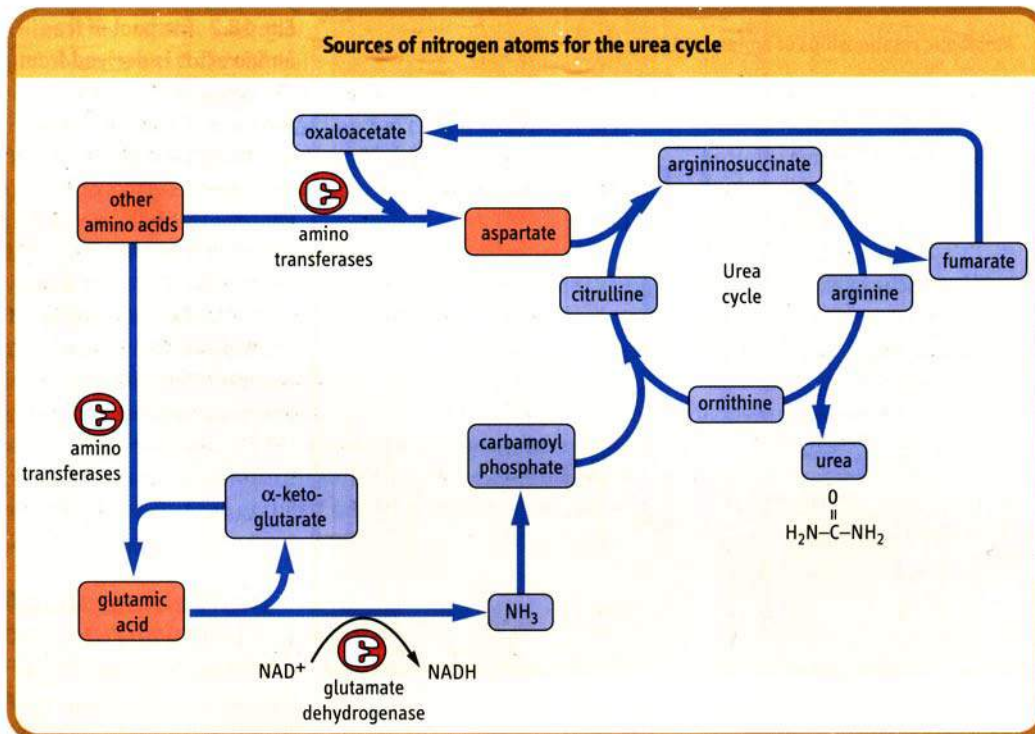 Sources of nitrogen atoms for the urea cycle
oxaloacetate
argininosuccinate
other
amino acids
amino
transferases
aspartate
fumarate
citrulline
Urea
cycle
arginine
ornithine
amino
transferases
carbamoyl
phosphate
urea
α-keto-
glutarate
O
H₂N–C–NH₂
glutamic
acid
NH₃
NAD⁺
NADH
glutamate
dehydrogenase